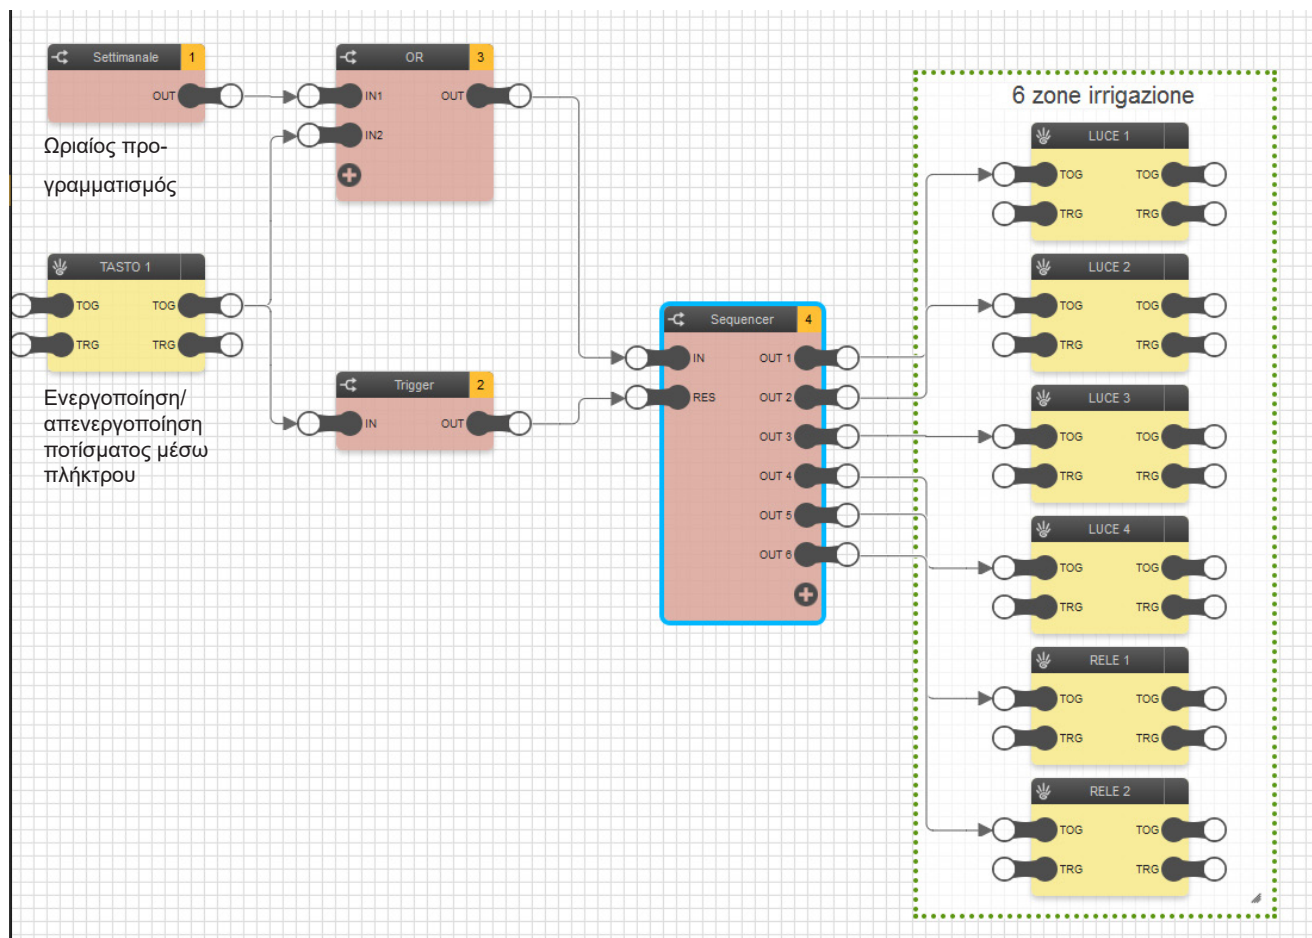 Settimanale 1
OUT
Ωριαίος προ-
γραμματισμός
OR 3
IN1 OUT
IN2
TASTO 1
TOG TOG
TRG TRG
Ενεργοποίηση/
απενεργοποίηση
ποτίσματος μέσω
πλήκτρου
Trigger 2
IN OUT
Sequencer 4
IN OUT 1
RES OUT 2
OUT 3
OUT 4
OUT 5
OUT 6
6 zone irrigazione
LUCE 1
TOG TOG
TRG TRG
LUCE 2
TOG TOG
TRG TRG
LUCE 3
TOG TOG
TRG TRG
LUCE 4
TOG TOG
TRG TRG
RELE 1
TOG TOG
TRG TRG
RELE 2
TOG TOG
TRG TRG